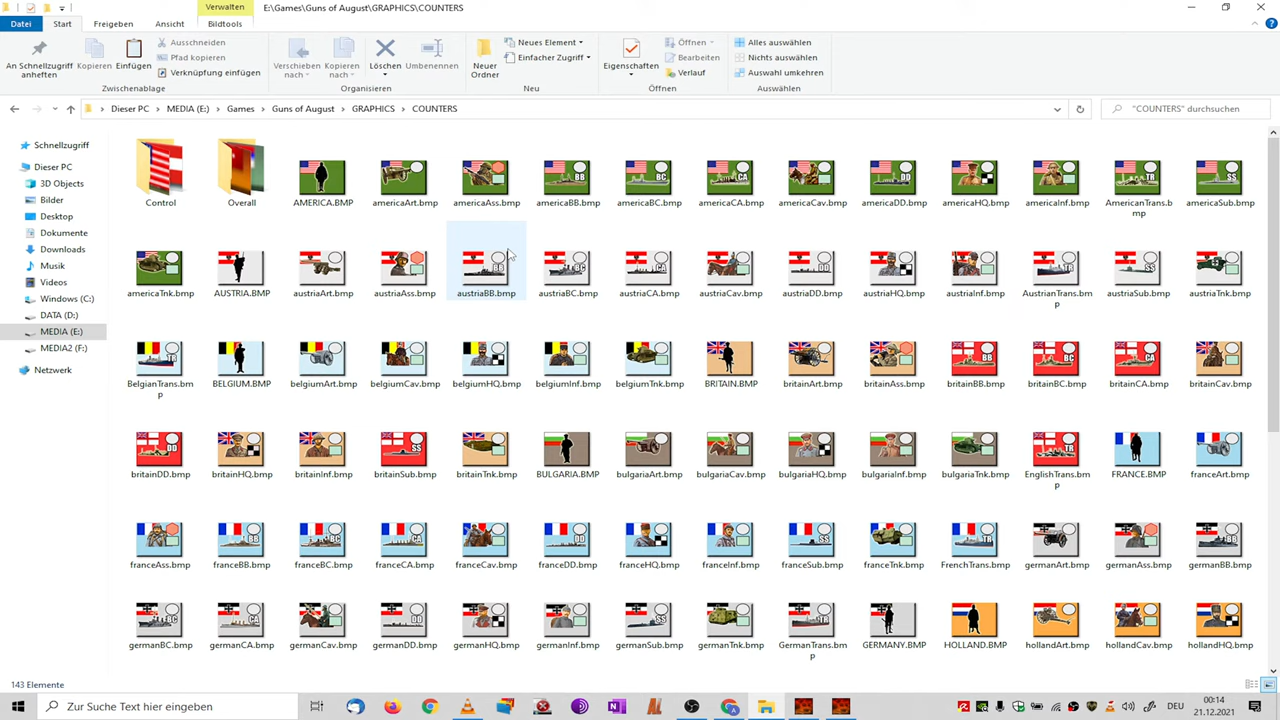 Verwalten
E:\Games\Guns of August\GRAPHICS\COUNTERS
Datei Start Freigeben Ansicht Bildtools
An Schnellzugriff anheften
Kopieren
Einfügen
Ausschneiden
Pfad kopieren
Verknüpfung einfügen
Zwischenablage
Verschieben nach
Kopieren nach
Löschen
Umbenennen
Organisieren
Neuer Ordner
Neues Element
Einfacher Zugriff
Neu
Eigenschaften
Öffnen
Bearbeiten
Verlauf
Öffnen
Alles auswählen
Nichts auswählen
Auswahl umkehren
Auswählen
Dieser PC > MEDIA (E:) > Games > Guns of August > GRAPHICS > COUNTERS
"COUNTERS" durchsuchen
Schnellzugriff
Dieser PC
3D Objects
Bilder
Desktop
Dokumente
Downloads
Musik
Videos
Windows (C:)
DATA (D:)
MEDIA (E:)
MEDIA2 (F:)
Netzwerk
Control Overall AMERICA.BMP americaArt.bmp americaAss.bmp americaBB.bmp americaBC.bmp americaCA.bmp americaCav.bmp americaDD.bmp americaHQ.bmp americaInf.bmp AmericanTrans.bmp americaSub.bmp
americaTnk.bmp AUSTRIA.BMP austriaArt.bmp austriaAss.bmp austriaBB.bmp austriaBC.bmp austriaCA.bmp austriaCav.bmp austriaDD.bmp austriaHQ.bmp austriaInf.bmp AustrianTrans.bmp austriaSub.bmp austriaTnk.bmp
BelgianTrans.bmp BELGIUM.BMP belgiumArt.bmp belgiumCav.bmp belgiumHQ.bmp belgiumInf.bmp belgiumTnk.bmp BRITAIN.BMP britainArt.bmp britainAss.bmp britainBB.bmp britainBC.bmp britainCA.bmp britainCav.bmp
britainDD.bmp britainHQ.bmp britainInf.bmp britainSub.bmp britainTnk.bmp BULGARIA.BMP bulgariaArt.bmp bulgariaCav.bmp bulgariaHQ.bmp bulgariaInf.bmp bulgariaTnk.bmp EnglishTrans.bmp FRANCE.BMP franceArt.bmp
franceAss.bmp franceBB.bmp franceBC.bmp franceCA.bmp franceCav.bmp franceDD.bmp franceHQ.bmp franceInf.bmp franceSub.bmp franceTnk.bmp FrenchTrans.bmp germanArt.bmp germanAss.bmp germanBB.bmp
germanBC.bmp germanCA.bmp germanCav.bmp germanDD.bmp germanHQ.bmp germanInf.bmp germanSub.bmp germanTnk.bmp GermanTrans.bmp GERMANY.BMP HOLLAND.BMP hollandArt.bmp hollandCav.bmp hollandHQ.bmp
143 Elemente
Zur Suche Text hier eingeben
DEU
00:14
21.12.2021